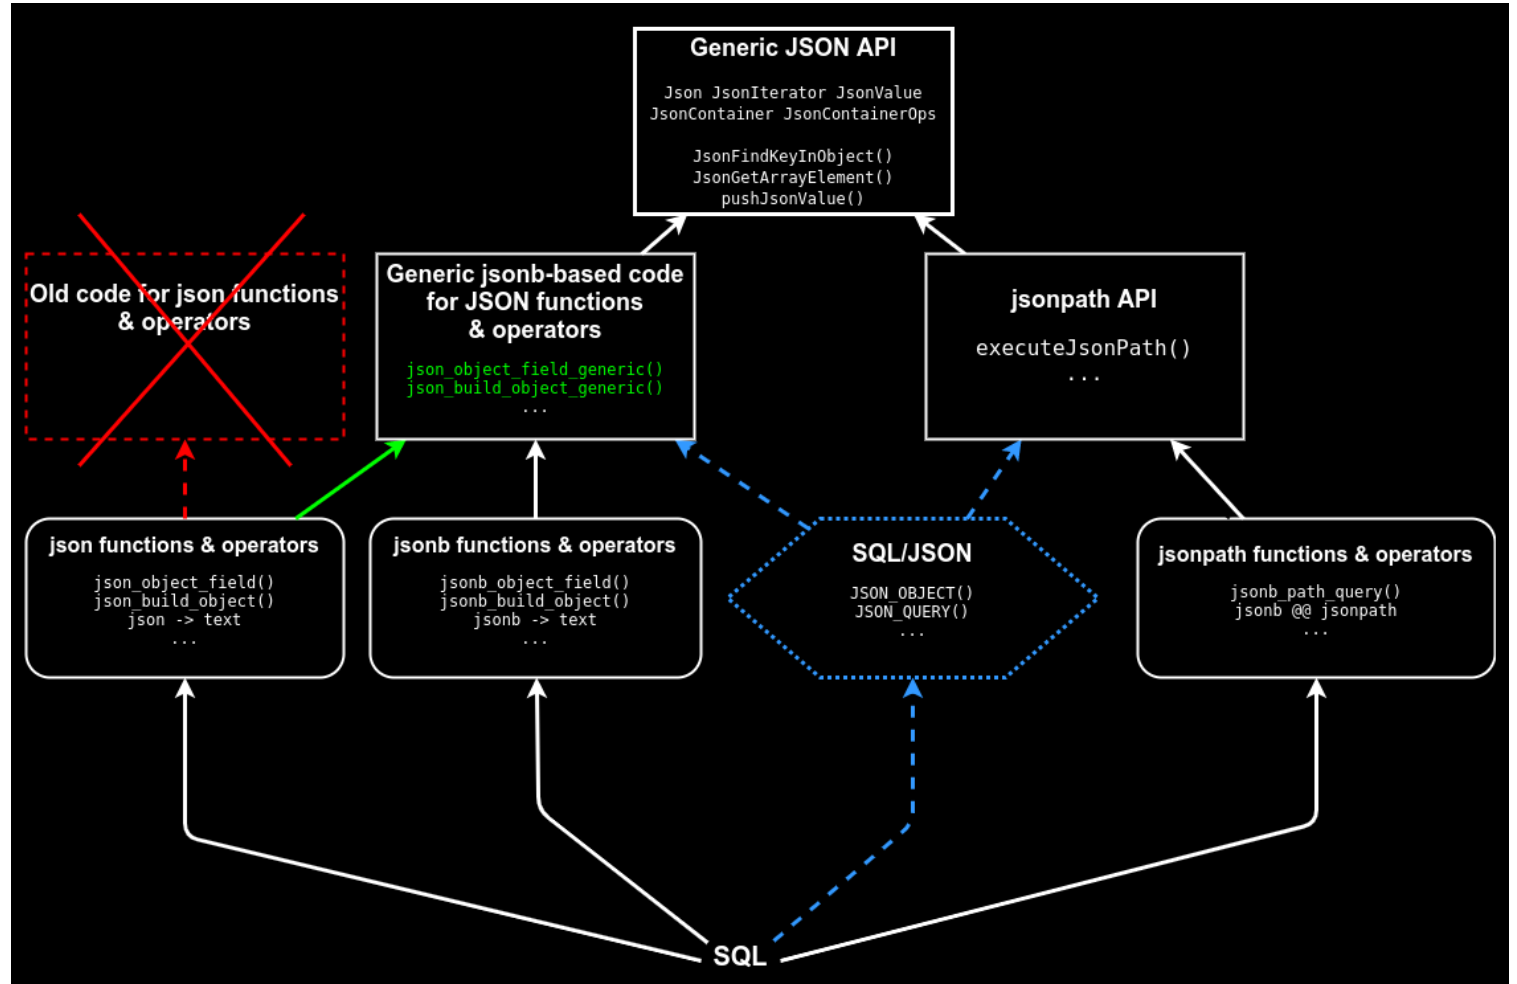 Generic JSON API
Json JsonIterator JsonValue
JsonContainer JsonContainerOps
JsonFindKeyInObject()
JsonGetArrayElement()
pushJsonValue()
Old code for json functions
& operators
Generic jsonb-based code
for JSON functions
& operators
json_object_field_generic()
json_build_object_generic()
...
jsonpath API
executeJsonPath()
...
json functions & operators
json_object_field()
json_build_object()
json -> text
...
jsonb functions & operators
jsonb_object_field()
jsonb_build_object()
jsonb -> text
...
SQL/JSON
JSON_OBJECT()
JSON_QUERY()
...
jsonpath functions & operators
jsonb_path_query()
jsonb @@ jsonpath
...
SQL